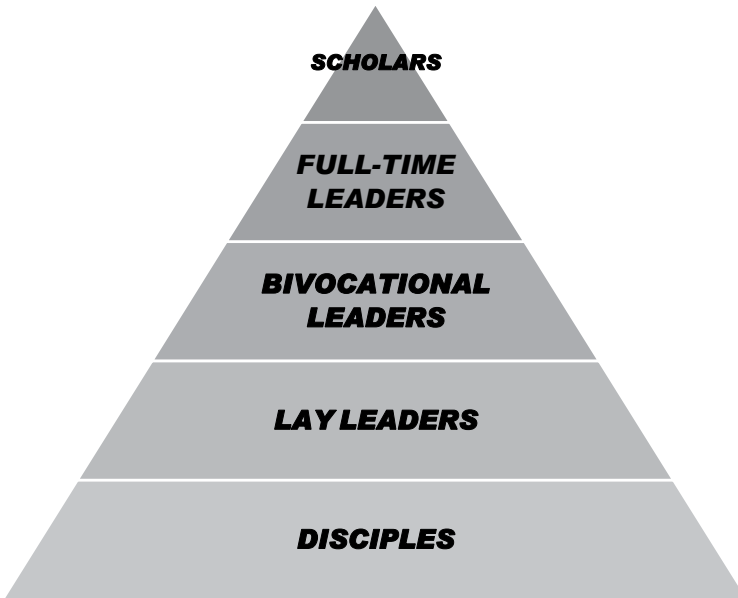 SCHOLARS
FULL-TIME
LEADERS
BIVOCATIONAL
LEADERS
LAY LEADERS
DISCIPLES